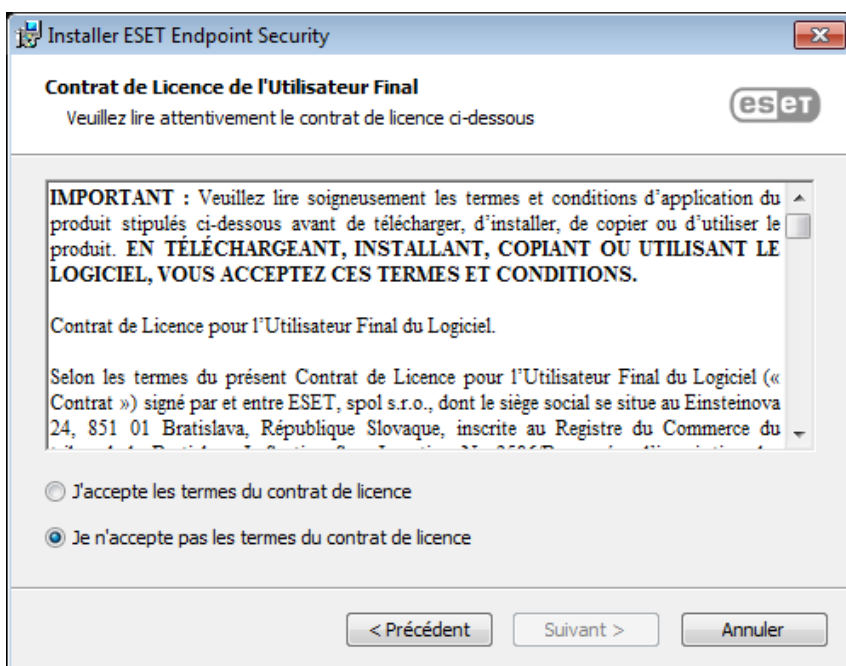 Installer ESET Endpoint Security
Contrat de Licence de l'Utilisateur Final
Veuillez lire attentivement le contrat de licence ci-dessous
eset
IMPORTANT : Veuillez lire soigneusement les termes et conditions d’application du
produit stipulés ci-dessous avant de télécharger, d’installer, de copier ou d’utiliser le
produit. EN TÉLÉCHARGEANT, INSTALLANT, COPIANT OU UTILISANT LE
LOGICIEL, VOUS ACCEPTEZ CES TERMES ET CONDITIONS.
Contrat de Licence pour l’Utilisateur Final du Logiciel.
Selon les termes du présent Contrat de Licence pour l’Utilisateur Final du Logiciel («
Contrat ») signé par et entre ESET, spol s.r.o., dont le siège social se situe au Einsteinova
24, 851 01 Bratislava, République Slovaque, inscrite au Registre du Commerce du
J'accepte les termes du contrat de licence
Je n'accepte pas les termes du contrat de licence
< Précédent
Suivant >
Annuler